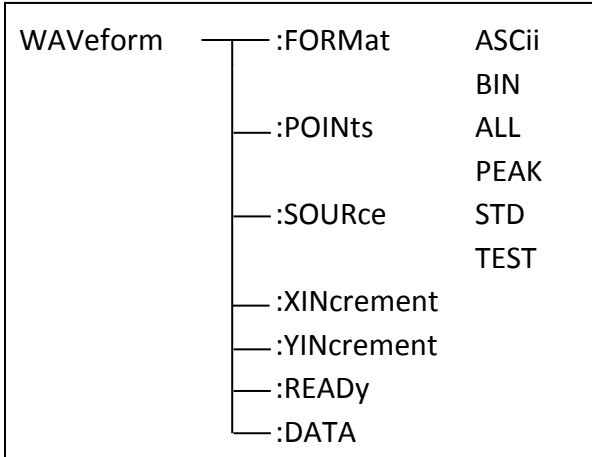 WAVeform :FORMat ASCii
BIN
:POINts ALL
PEAK
:SOURce STD
TEST
:XINcrement
:YINcrement
:READy
:DATA